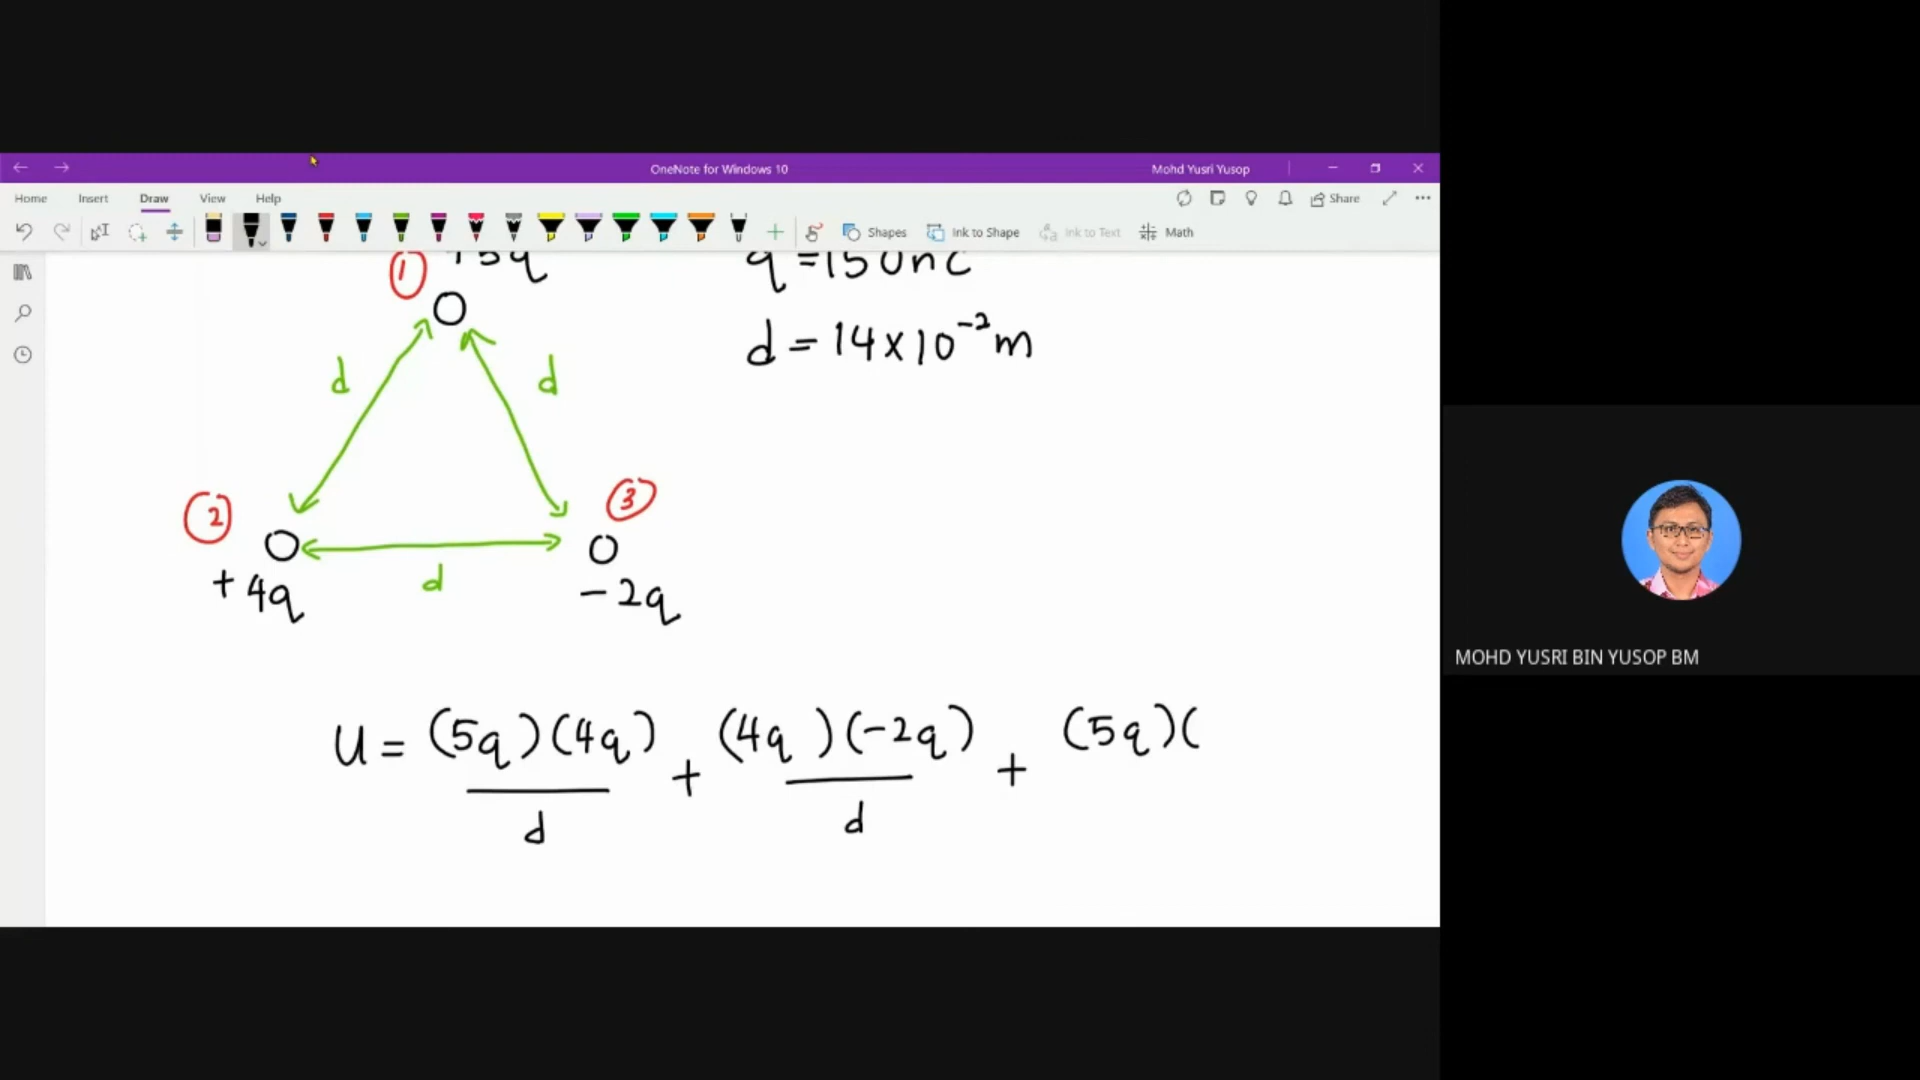 OneNote for Windows 10
Mohd Yusri Yusop
Home Insert Draw View Help
Share
Shapes Ink to Shape Ink to Text Math
① +5q
q = 150nC
d = 14 × 10⁻² m
d
d
②
③
+4q
d
-2q
U = (5q)(4q)/d + (4q)(-2q)/d + (5q)(
MOHD YUSRI BIN YUSOP BM